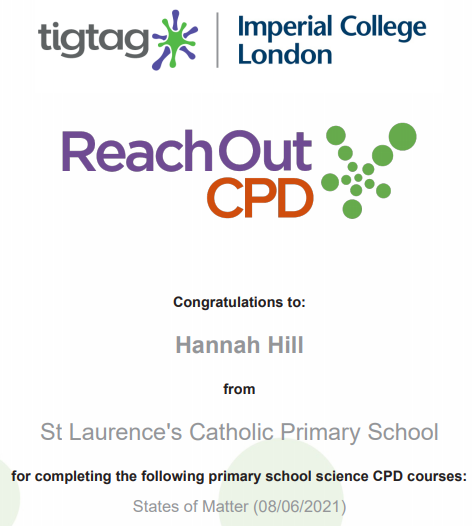 tigtag
Imperial College
London
ReachOut
CPD
Congratulations to:
Hannah Hill
from
St Laurence's Catholic Primary School
for completing the following primary school science CPD courses:
States of Matter (08/06/2021)